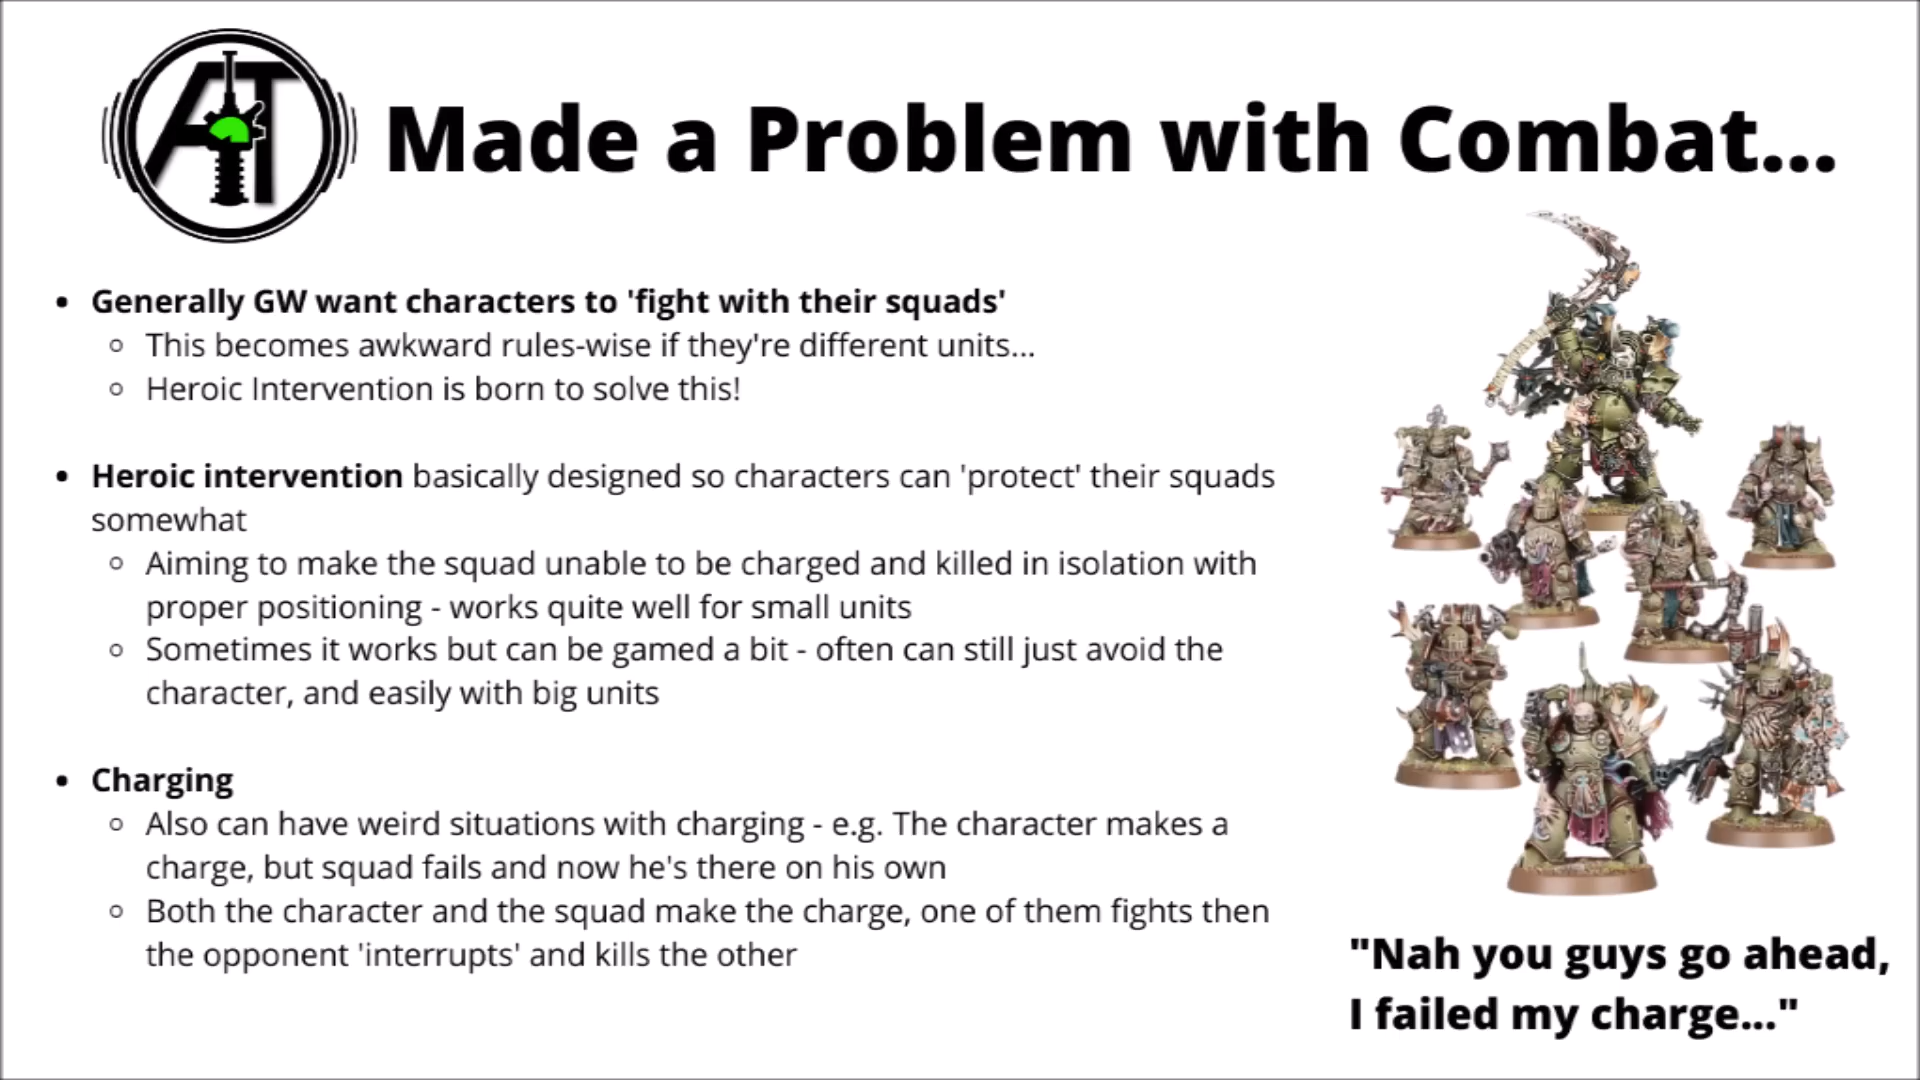 AT
Made a Problem with Combat...
• Generally GW want characters to 'fight with their squads'
◦ This becomes awkward rules-wise if they're different units...
◦ Heroic Intervention is born to solve this!
• Heroic intervention basically designed so characters can 'protect' their squads
somewhat
◦ Aiming to make the squad unable to be charged and killed in isolation with
proper positioning - works quite well for small units
◦ Sometimes it works but can be gamed a bit - often can still just avoid the
character, and easily with big units
• Charging
◦ Also can have weird situations with charging - e.g. The character makes a
charge, but squad fails and now he's there on his own
◦ Both the character and the squad make the charge, one of them fights then
the opponent 'interrupts' and kills the other
"Nah you guys go ahead,
I failed my charge..."